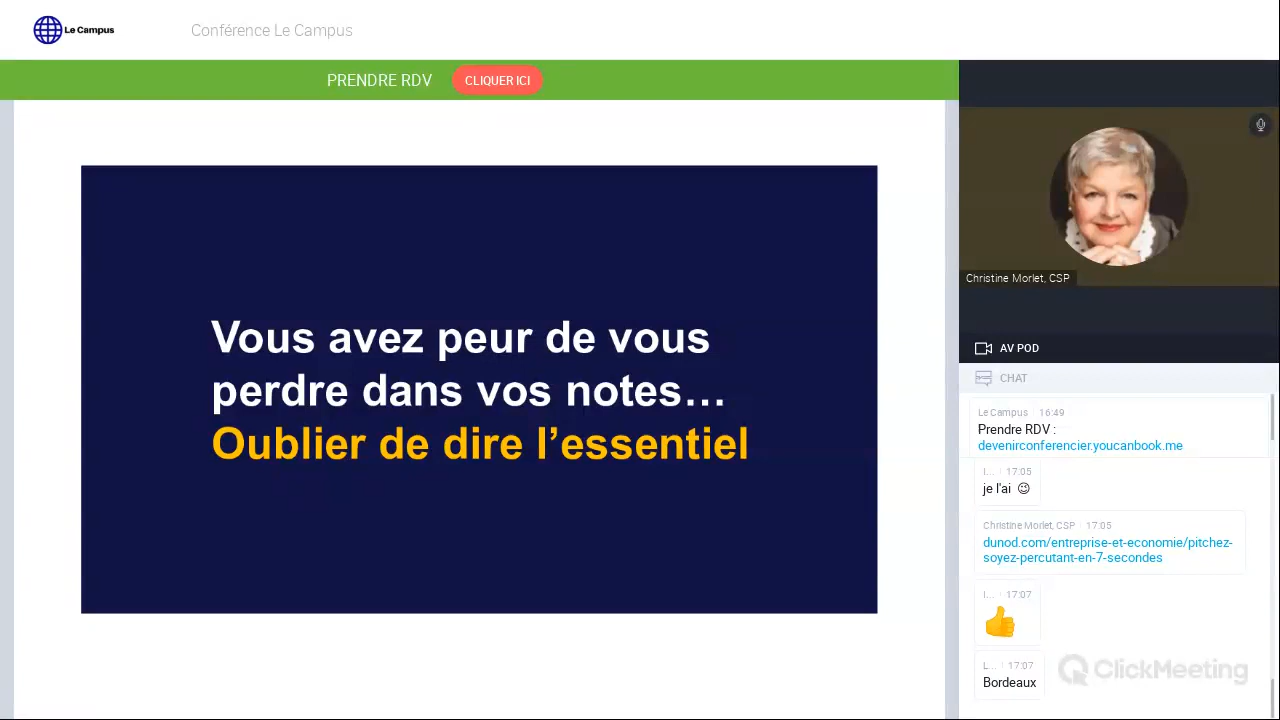 Le Campus
Conférence Le Campus
PRENDRE RDV
CLIQUER ICI
Vous avez peur de vous
perdre dans vos notes…
Oublier de dire l’essentiel
Christine Morlet, CSP
AV POD
CHAT
Le Campus 16:49
Prendre RDV :
devenirconferencier.youcanbook.me
I... 17:05
je l'ai 😉
Christine Morlet, CSP 17:05
dunod.com/entreprise-et-economie/pitchez-
soyez-percutant-en-7-secondes
I... 17:07
👍
L... 17:07
Bordeaux
ClickMeeting